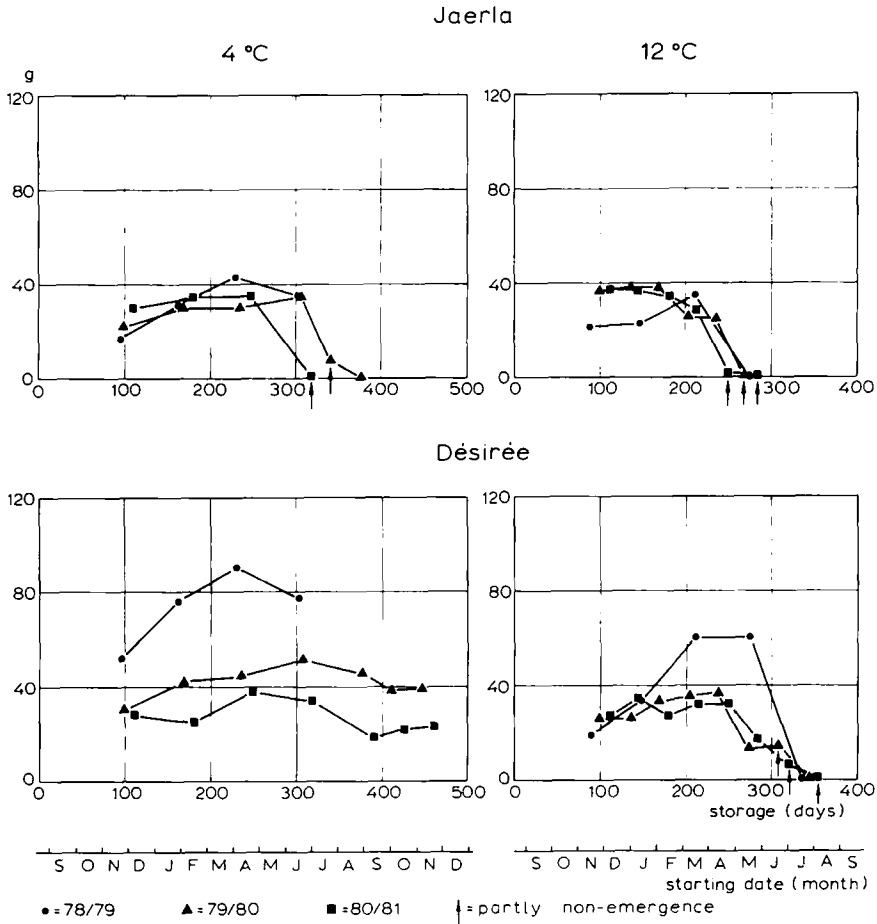 Jaerla
4 °C 12 °C
g
120 120
80 80
40 40
0 0
0 100 200 300 400 500 0 100 200 300 400
Désirée
120 120
80 80
40 40
0 0
0 100 200 300 400 500 0 100 200 300 400
storage (days)
S O N D J F M A M J J A S O N D S O N D J F M A M J J A S
starting date (month)
● = 78/79 ▲ = 79/80 ■ = 80/81 ↑ = partly non-emergence